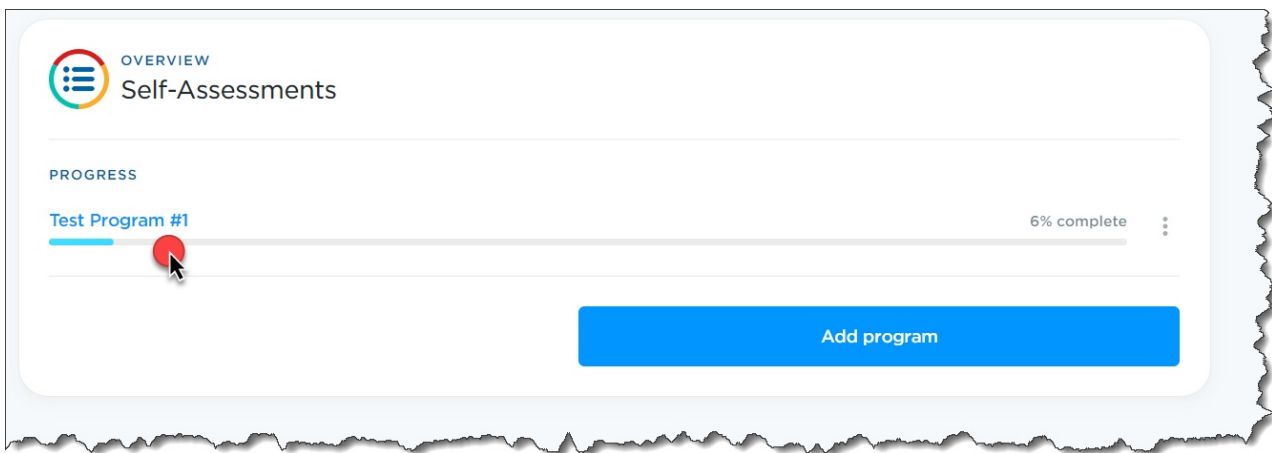 OVERVIEW
Self-Assessments
PROGRESS
Test Program #1
6% complete
Add program